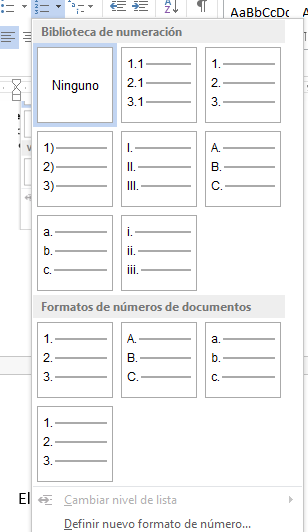 AaBbCcDc
Biblioteca de numeración
Ninguno
1.1
2.1
3.1
1.
2.
3.
1)
2)
3)
I.
II.
III.
A.
B.
C.
a.
b.
c.
i.
ii.
iii.
Formatos de números de documentos
1.
2.
3.
A.
B.
C.
a.
b.
c.
1.
2.
3.
El
Cambiar nivel de lista
Definir nuevo formato de número...